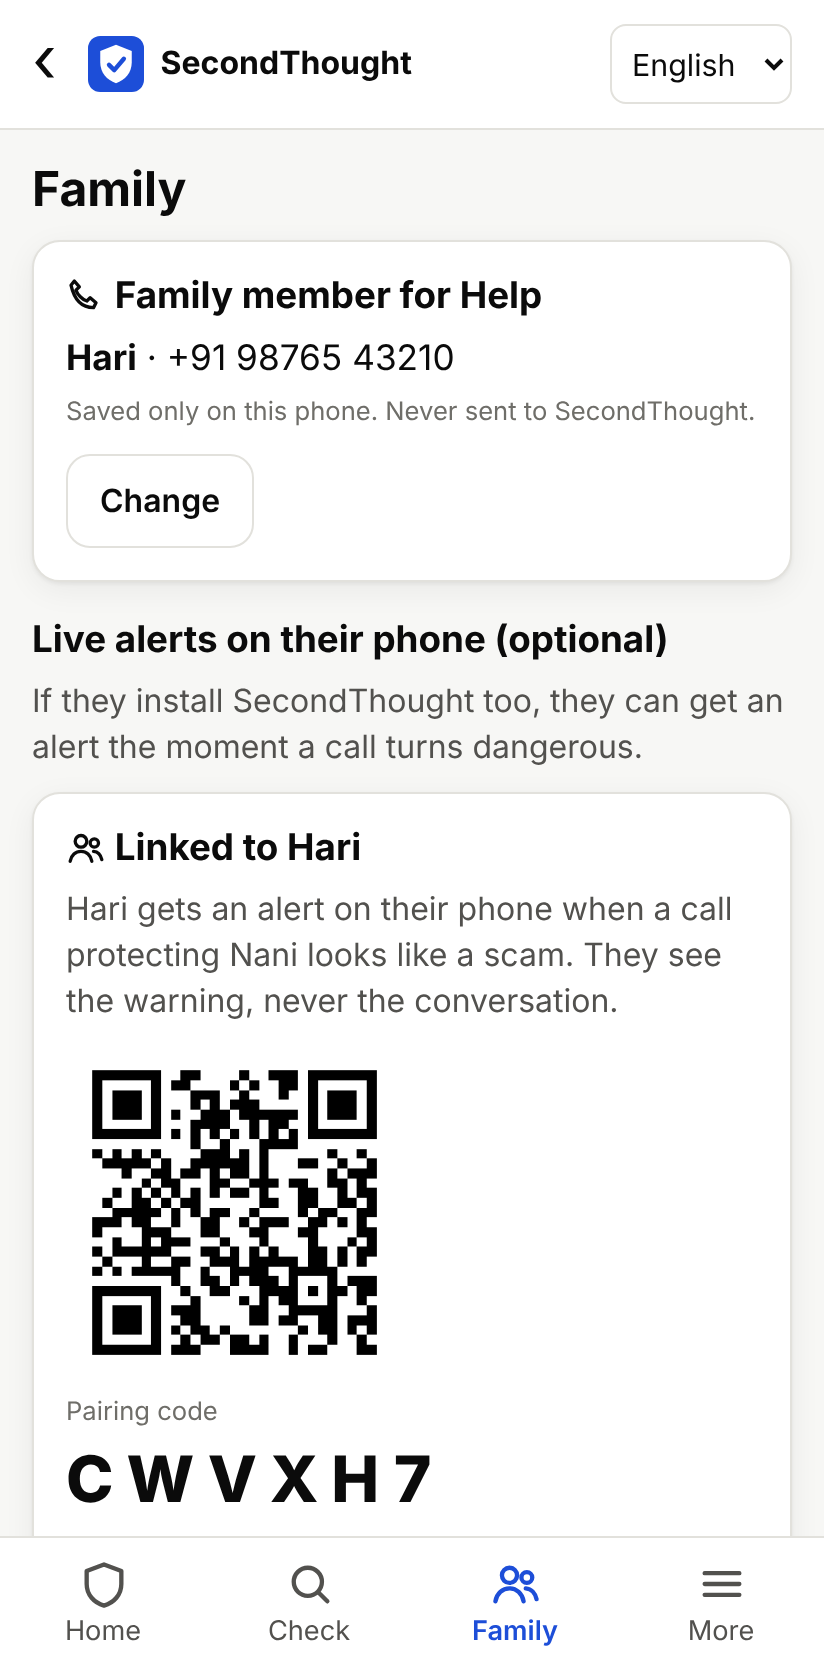 SecondThought
English
Family
Family member for Help
Hari · +91 98765 43210
Saved only on this phone. Never sent to SecondThought.
Change
Live alerts on their phone (optional)
If they install SecondThought too, they can get an
alert the moment a call turns dangerous.
Linked to Hari
Hari gets an alert on their phone when a call
protecting Nani looks like a scam. They see
the warning, never the conversation.
Pairing code
CWVXH7
Home
Check
Family
More